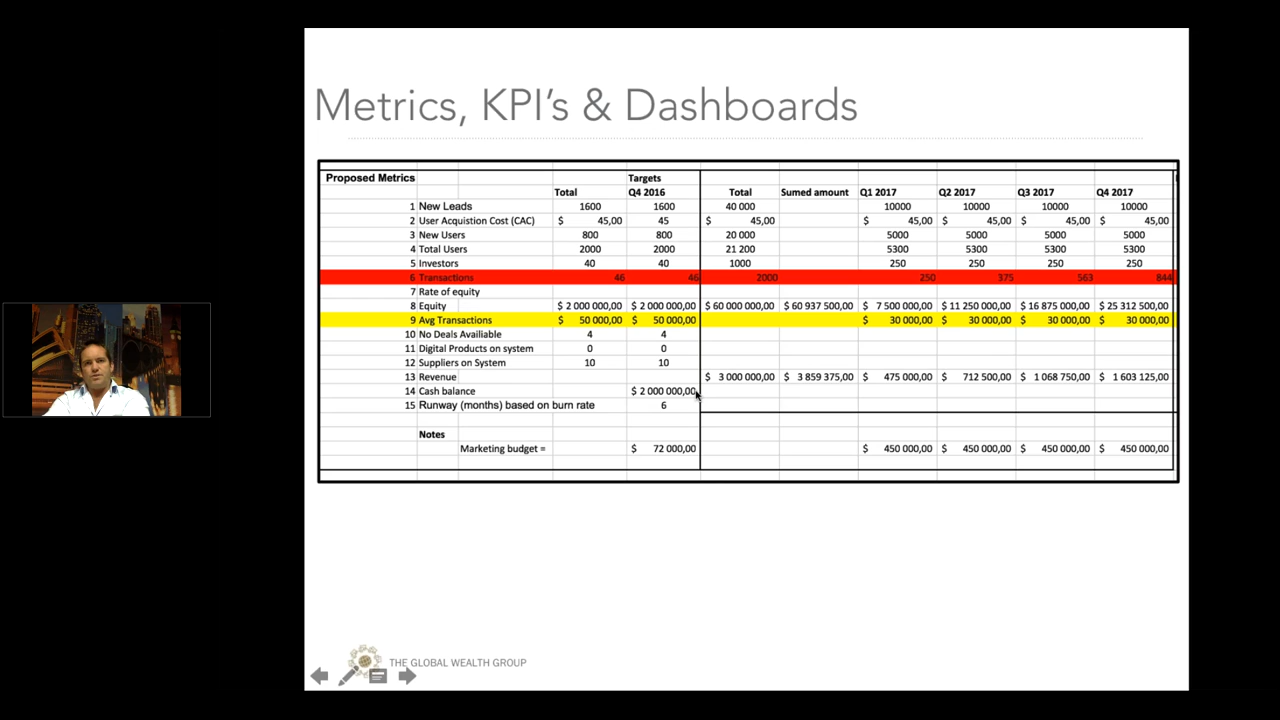 Metrics, KPI's & Dashboards
Proposed Metrics Targets
Total Q4 2016 Total Sumed amount Q1 2017 Q2 2017 Q3 2017 Q4 2017
1 New Leads 1600 1600 40 000 10000 10000 10000 10000
2 User Acquistion Cost (CAC) $ 45,00 45 $ 45,00 $ 45,00 $ 45,00 $ 45,00 $ 45,00
3 New Users 800 800 20 000 5000 5000 5000 5000
4 Total Users 2000 2000 21 200 5300 5300 5300 5300
5 Investors 40 40 1000 250 250 250 250
6 Transactions 46 46 2000 250 375 563 844
7 Rate of equity
8 Equity $ 2 000 000,00 $ 2 000 000,00 $ 60 000 000,00 $ 60 937 500,00 $ 7 500 000,00 $ 11 250 000,00 $ 16 875 000,00 $ 25 312 500,00
9 Avg Transactions $ 50 000,00 $ 50 000,00 $ 30 000,00 $ 30 000,00 $ 30 000,00 $ 30 000,00
10 No Deals Availiable 4 4
11 Digital Products on system 0 0
12 Suppliers on System 10 10
13 Revenue $ 3 000 000,00 $ 3 859 375,00 $ 475 000,00 $ 712 500,00 $ 1 068 750,00 $ 1 603 125,00
14 Cash balance $ 2 000 000,00
15 Runway (months) based on burn rate 6
Notes
Marketing budget = $ 72 000,00 $ 450 000,00 $ 450 000,00 $ 450 000,00 $ 450 000,00
THE GLOBAL WEALTH GROUP